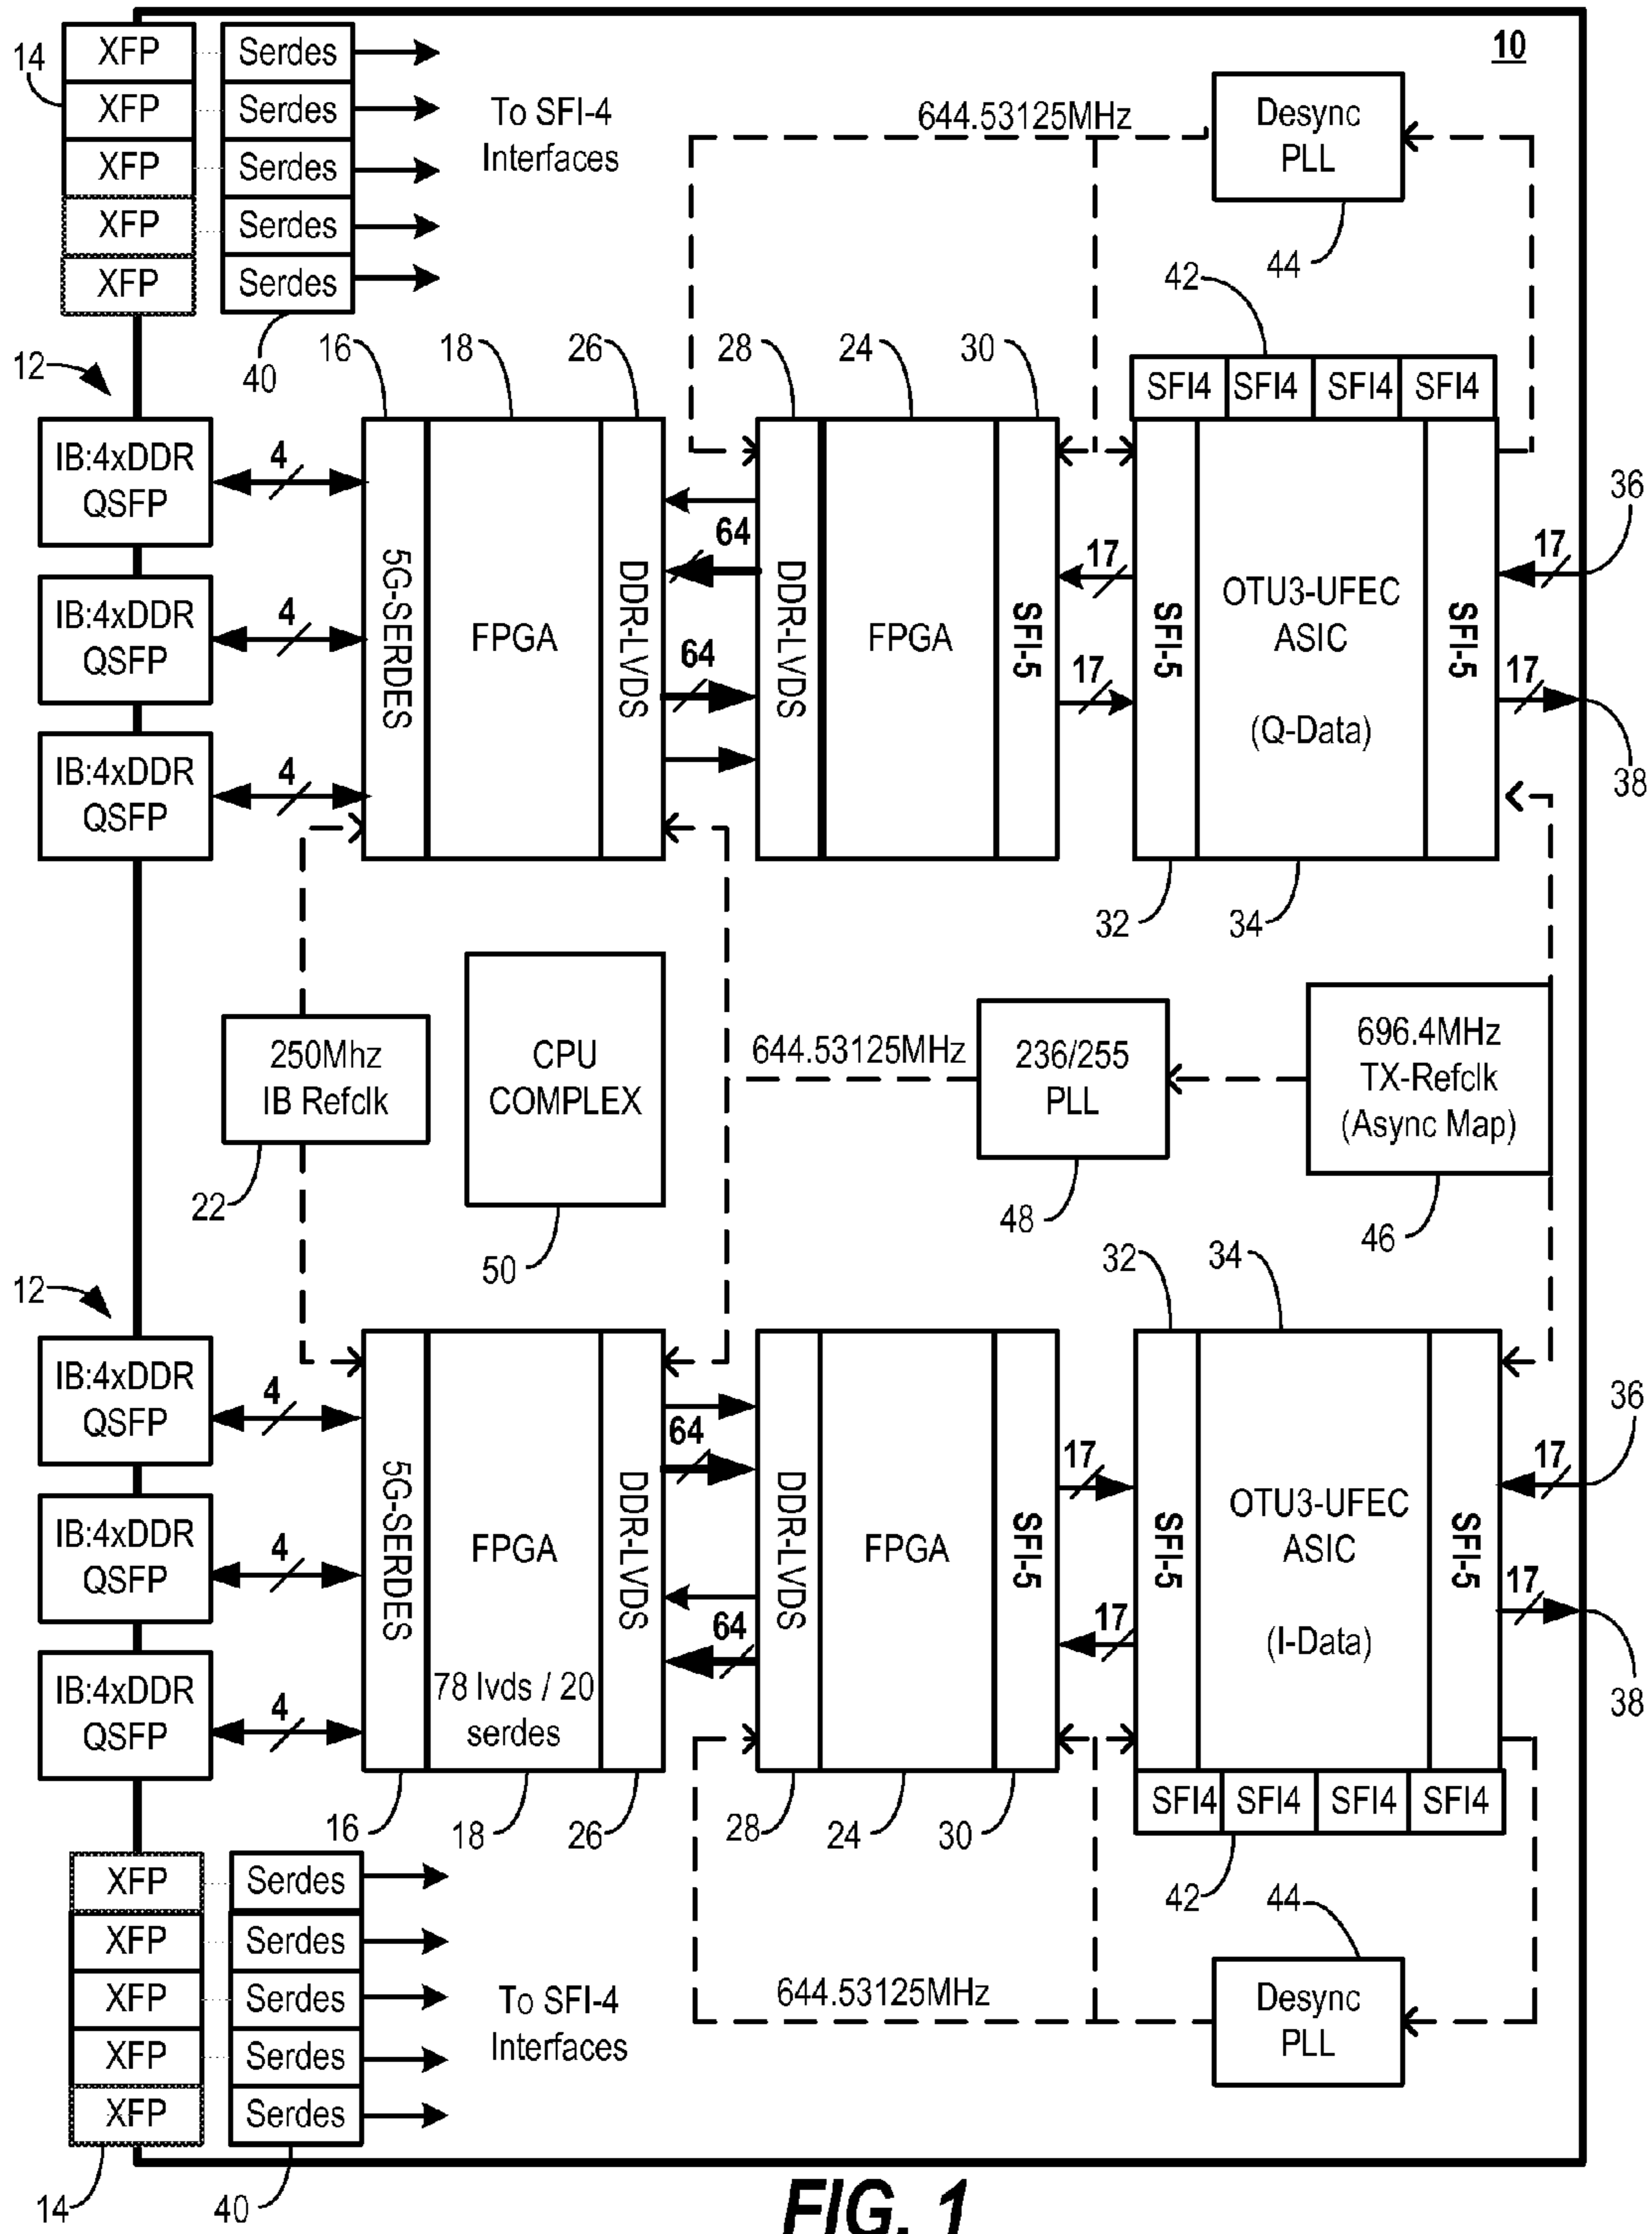 10
14
XFP
Serdes
XFP
Serdes
XFP
Serdes
XFP
Serdes
XFP
Serdes
To SFI-4
Interfaces
644.53125MHz
Desync
PLL
44
42
12
40
16
18
26
28
24
30
SFI4
SFI4
SFI4
SFI4
IB:4xDDR
QSFP
4
IB:4xDDR
QSFP
4
IB:4xDDR
QSFP
4
5G-SERDES
FPGA
DDR-LVDS
64
64
DDR-LVDS
FPGA
SFI-5
17
17
SFI-5
OTU3-UFEC
ASIC
(Q-Data)
SFI-5
17
36
17
38
32
34
250Mhz
IB Refclk
22
CPU
COMPLEX
50
644.53125MHz
236/255
PLL
48
696.4MHz
TX-Refclk
(Async Map)
46
32
34
12
IB:4xDDR
QSFP
4
IB:4xDDR
QSFP
4
IB:4xDDR
QSFP
4
5G-SERDES
FPGA
78 lvds / 20
serdes
DDR-LVDS
64
64
DDR-LVDS
FPGA
SFI-5
17
17
SFI-5
OTU3-UFEC
ASIC
(I-Data)
SFI-5
17
36
17
38
SFI4
SFI4
SFI4
SFI4
16
18
26
28
24
30
42
44
XFP
Serdes
XFP
Serdes
XFP
Serdes
XFP
Serdes
XFP
Serdes
To SFI-4
Interfaces
644.53125MHz
Desync
PLL
14
40
FIG. 1